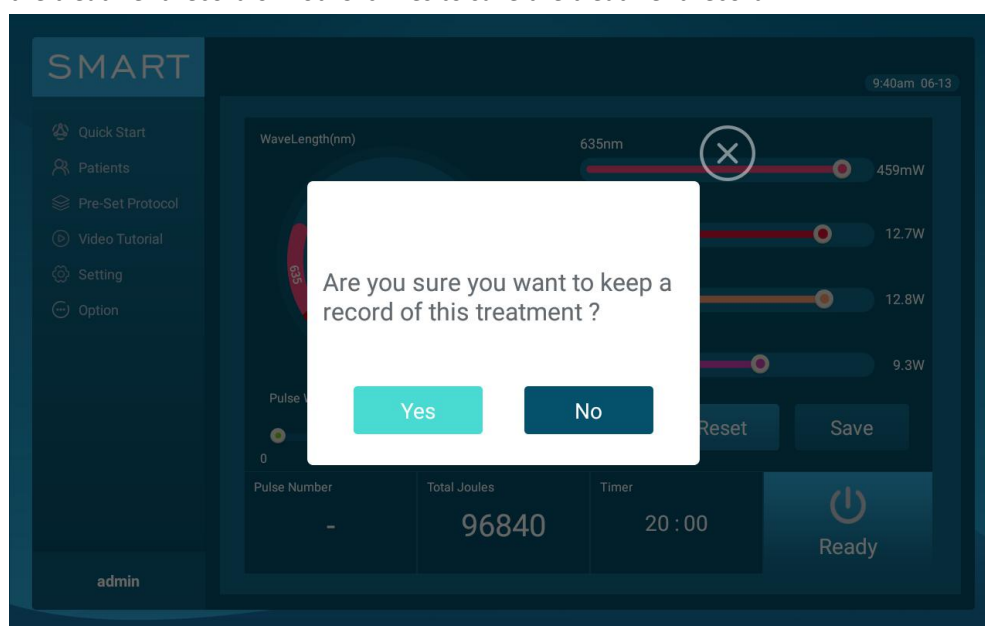 SMART
9:40am 06-13
Quick Start
Patients
Pre-Set Protocol
Video Tutorial
Setting
Option
admin
WaveLength(nm)
635
635nm
459mW
12.7W
12.8W
9.3W
Are you sure you want to keep a
record of this treatment ?
Yes
No
Pulse
0
Reset
Save
Pulse Number
-
Total Joules
96840
Timer
20 : 00
Ready